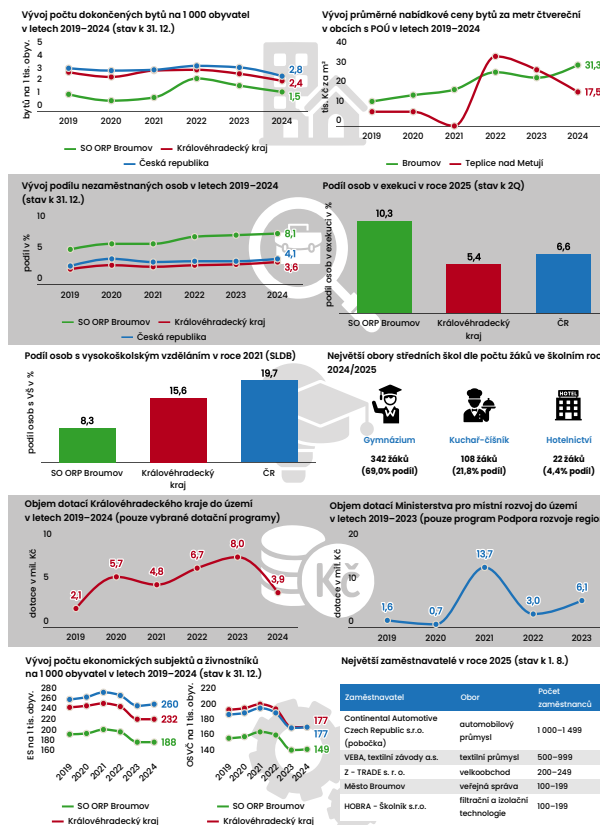 Vývoj počtu dokončených bytů na 1 000 obyvatel
v letech 2019–2024 (stav k 31. 12.)
bytů na 1 tis. obyv.
5
4
3
2
1
0
2,8
2,4
1,5
2019 2020 2021 2022 2023 2024
SO ORP Broumov Královéhradecký kraj
Česká republika
Vývoj průměrné nabídkové ceny bytů za metr čtvereční
v obcích s POÚ v letech 2019–2024
tis. Kč za m²
40
30
20
10
0
31,3
17,5
2019 2020 2021 2022 2023 2024
Broumov Teplice nad Metují
Vývoj podílu nezaměstnaných osob v letech 2019–2024
(stav k 31. 12.)
podíl v %
10
5
0
8,1
4,1
3,6
2019 2020 2021 2022 2023 2024
SO ORP Broumov Královéhradecký kraj
Česká republika
Podíl osob v exekuci v roce 2025 (stav k 2Q)
podíl osob v exekuci v %
10,3
5,4
6,6
SO ORP Broumov Královéhradecký ČR
kraj
Podíl osob s vysokoškolským vzděláním v roce 2021 (SLDB)
podíl osob s VŠ v %
8,3
15,6
19,7
SO ORP Broumov Královéhradecký ČR
kraj
Největší obory středních škol dle počtu žáků ve školním roc
2024/2025
HOTEL
Gymnázium Kuchař-číšník Hotelnictví
342 žáků 108 žáků 22 žáků
(69,0% podíl) (21,8% podíl) (4,4% podíl)
Objem dotací Královéhradeckého kraje do území
v letech 2019–2024 (pouze vybrané dotační programy)
dotace v mil. Kč
10
5
0
2,1
5,7
4,8
6,7
8,0
3,9
2019 2020 2021 2022 2023 2024
Kč
Objem dotací Ministerstva pro místní rozvoj do území
v letech 2019–2023 (pouze program Podpora rozvoje regio
dotace v mil. Kč
20
10
0
1,6
0,7
13,7
3,0
6,1
2019 2020 2021 2022 2023
Vývoj počtu ekonomických subjektů a živnostníků
na 1 000 obyvatel v letech 2019–2024 (stav k 31. 12.)
ES na 1 tis. obyv.
280
260
240
220
200
180
160
260
232
188
2019 2020 2021 2022 2023 2024
SO ORP Broumov
Královéhradecký kraj
OSVČ na 1 tis. obyv.
220
200
180
160
140
177
177
149
2019 2020 2021 2022 2023 2024
SO ORP Broumov
Královéhradecký kraj
Největší zaměstnavatelé v roce 2025 (stav k 1. 8.)
Zaměstnavatel Obor Počet
zaměstnanců
Continental Automotive
Czech Republic s.r.o.
(pobočka)
automobilový
průmysl
1 000–1 499
VEBA, textilní závody a.s. textilní průmysl 500–999
Z - TRADE s. r. o. velkoobchod 200–249
Město Broumov veřejná správa 100–199
HOBRA - Školník s.r.o. filtrační a izolační
technologie
100–199